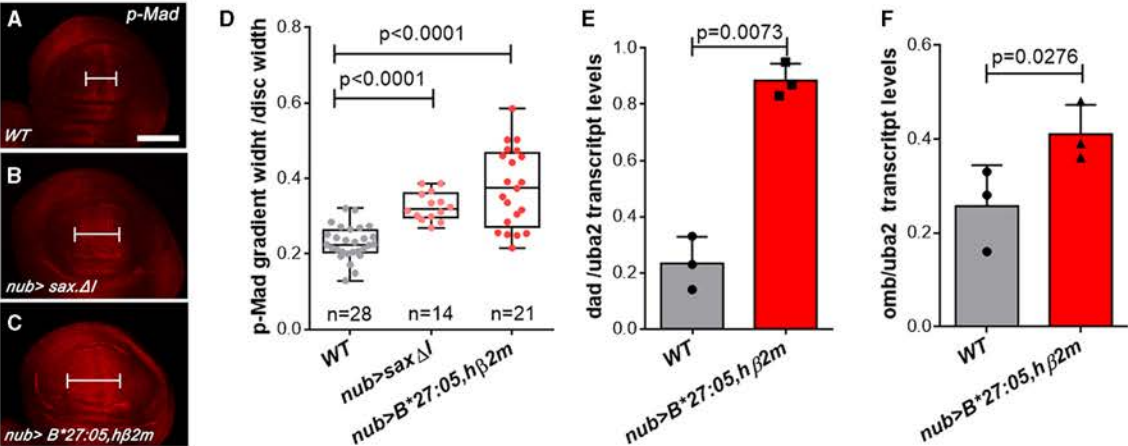 A
p-Mad
WT
B
nub> sax.ΔI
C
nub> B*27:05,hβ2m
D
p-Mad gradient widht /disc width
0.8
0.6
0.4
0.2
0.0
p<0.0001
p<0.0001
n=28
n=14
n=21
WT
nub>sax ΔI
nub>B*27:05,hβ2m
E
dad /uba2 transcritpt levels
1.0
0.8
0.6
0.4
0.2
0.0
p=0.0073
WT
nub>B*27:05,hβ2m
F
omb/uba2 transcript levels
0.6
0.4
0.2
0.0
p=0.0276
WT
nub>B*27:05,hβ2m